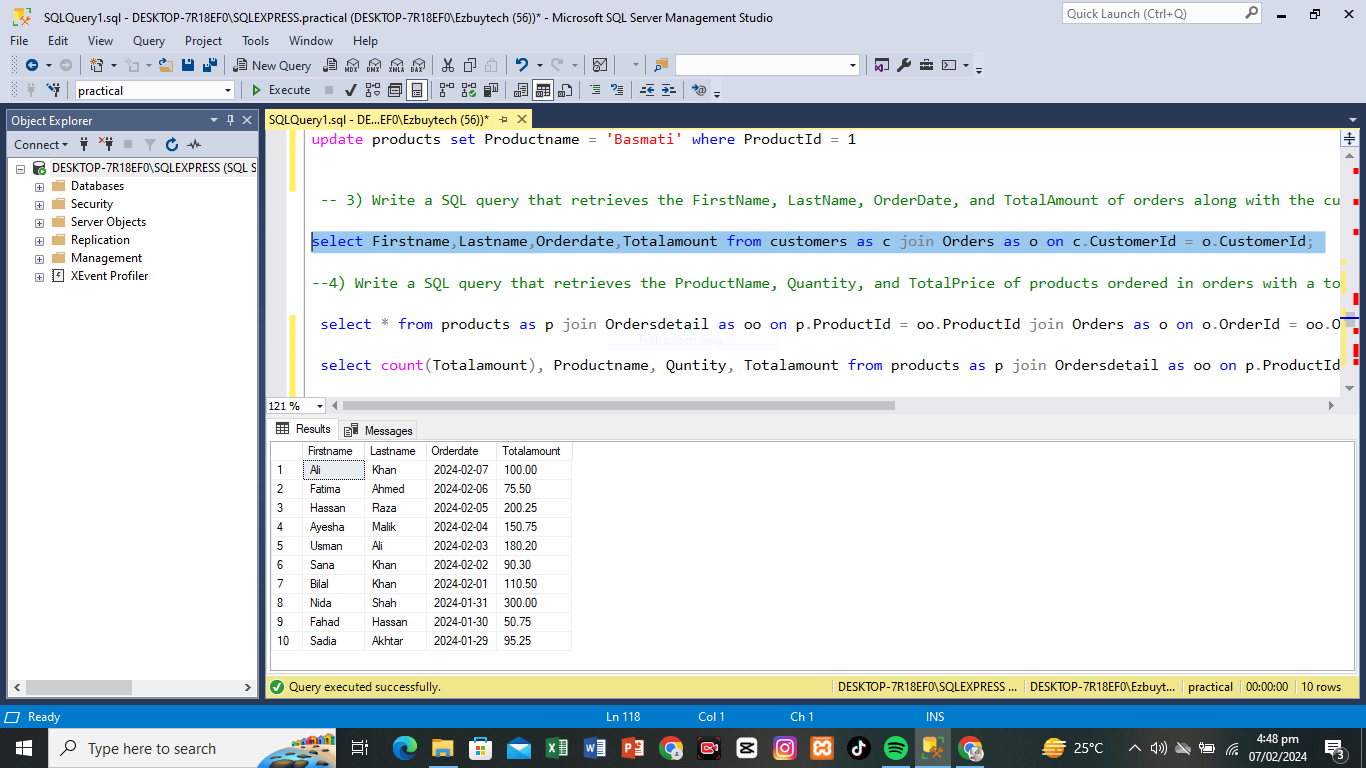 SQLQuery1.sql - DESKTOP-7R18EF0\SQLEXPRESS.practical (DESKTOP-7R18EF0\Ezbuytech (56))* - Microsoft SQL Server Management Studio
Quick Launch (Ctrl+Q)
File Edit View Query Project Tools Window Help
New Query
MDX DMX XMLA DAX
practical
Execute
Object Explorer
SQLQuery1.sql - DE...EF0\Ezbuytech (56))*
Connect
DESKTOP-7R18EF0\SQLEXPRESS (SQL S
Databases
Security
Server Objects
Replication
Management
XEvent Profiler
update products set Productname = 'Basmati' where ProductId = 1
-- 3) Write a SQL query that retrieves the FirstName, LastName, OrderDate, and TotalAmount of orders along with the cu
select Firstname,Lastname,Orderdate,Totalamount from customers as c join Orders as o on c.CustomerId = o.CustomerId;
--4) Write a SQL query that retrieves the ProductName, Quantity, and TotalPrice of products ordered in orders with a to
select * from products as p join Ordersdetail as oo on p.ProductId = oo.ProductId join Orders as o on o.OrderId = oo.O
Full-screen Snip
select count(Totalamount), Productname, Quntity, Totalamount from products as p join Ordersdetail as oo on p.ProductId
121 %
Results Messages
Firstname Lastname Orderdate Totalamount
1 Ali Khan 2024-02-07 100.00
2 Fatima Ahmed 2024-02-06 75.50
3 Hassan Raza 2024-02-05 200.25
4 Ayesha Malik 2024-02-04 150.75
5 Usman Ali 2024-02-03 180.20
6 Sana Khan 2024-02-02 90.30
7 Bilal Khan 2024-02-01 110.50
8 Nida Shah 2024-01-31 300.00
9 Fahad Hassan 2024-01-30 50.75
10 Sadia Akhtar 2024-01-29 95.25
Query executed successfully.
DESKTOP-7R18EF0\SQLEXPRESS ... DESKTOP-7R18EF0\Ezbuyt... practical 00:00:00 10 rows
Ready Ln 118 Col 1 Ch 1 INS
Type here to search
25°C
4:48 pm
07/02/2024
3